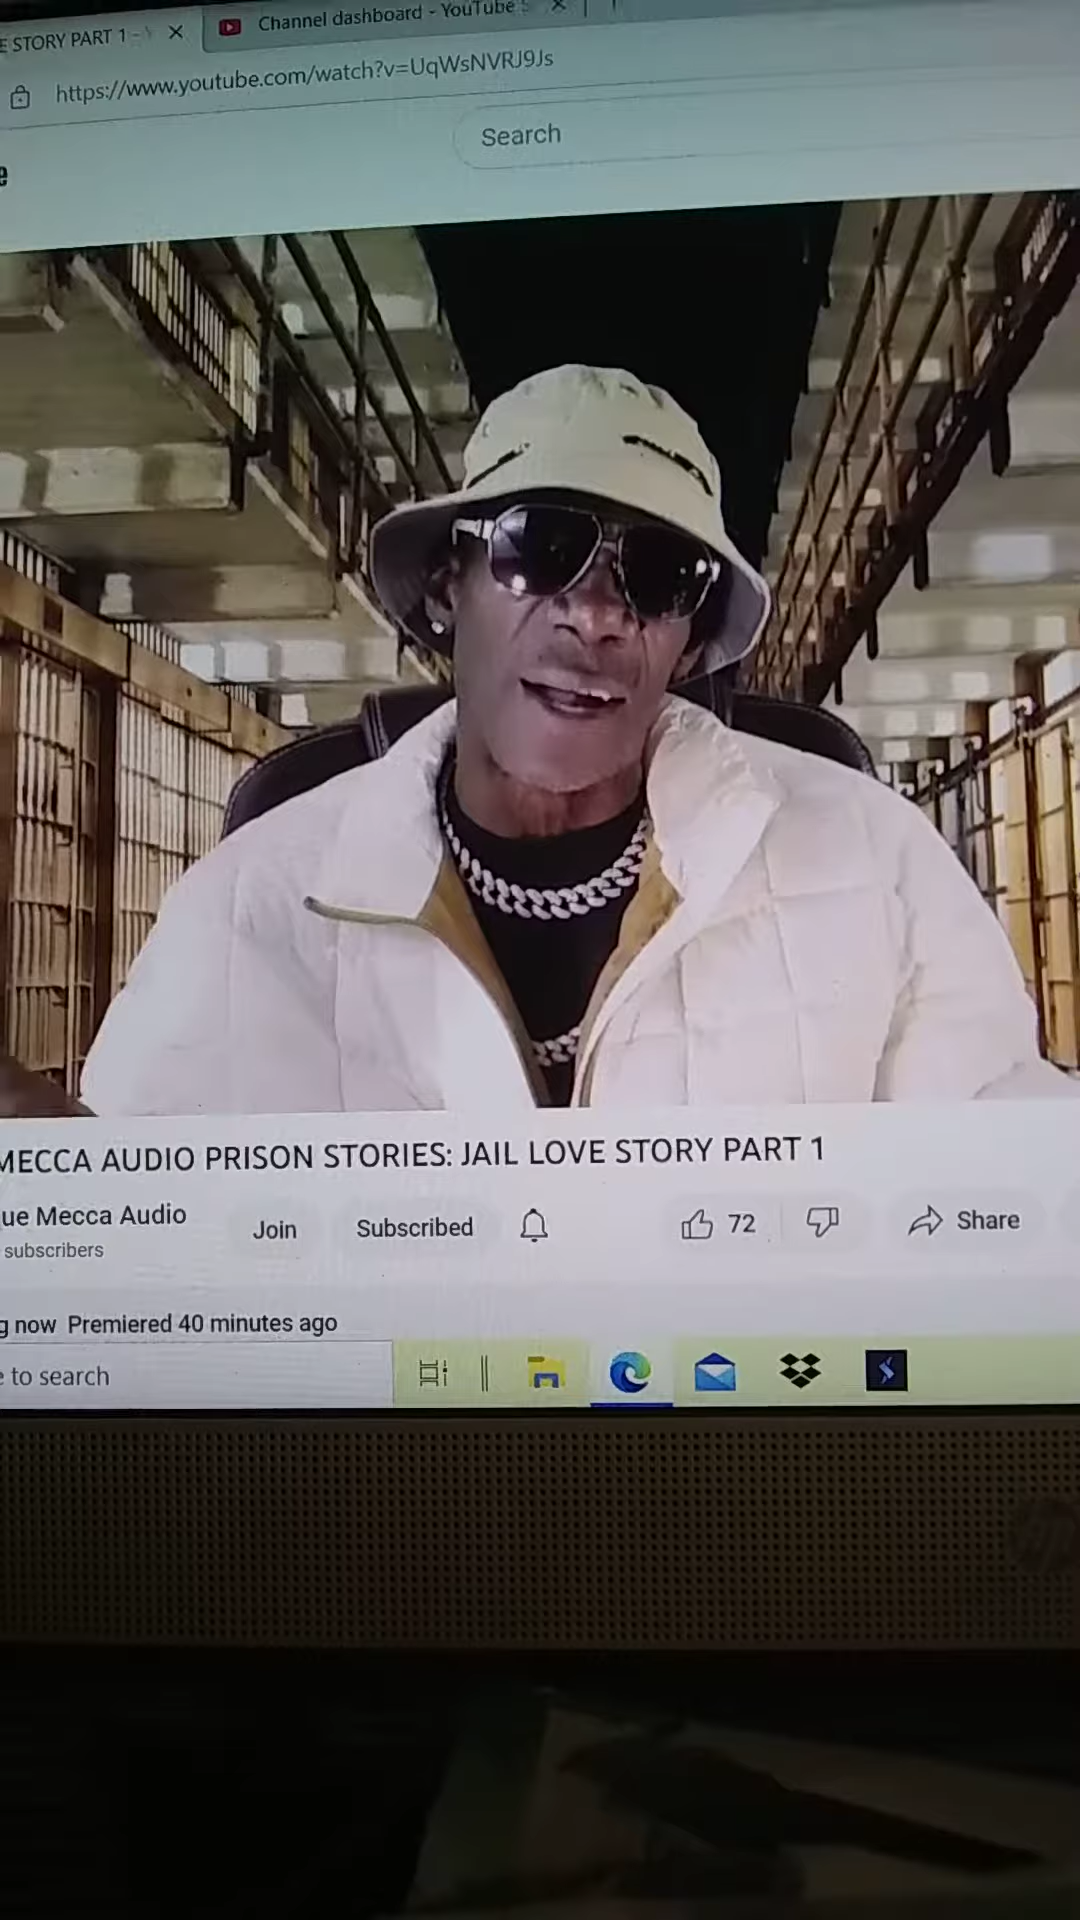 E STORY PART 1 -
Channel dashboard - YouTube S
https://www.youtube.com/watch?v=UqWsNVRJ9Js
e
Search
MECCA AUDIO PRISON STORIES: JAIL LOVE STORY PART 1
ue Mecca Audio
subscribers
Join
Subscribed
72
Share
g now Premiered 40 minutes ago
e to search
hp